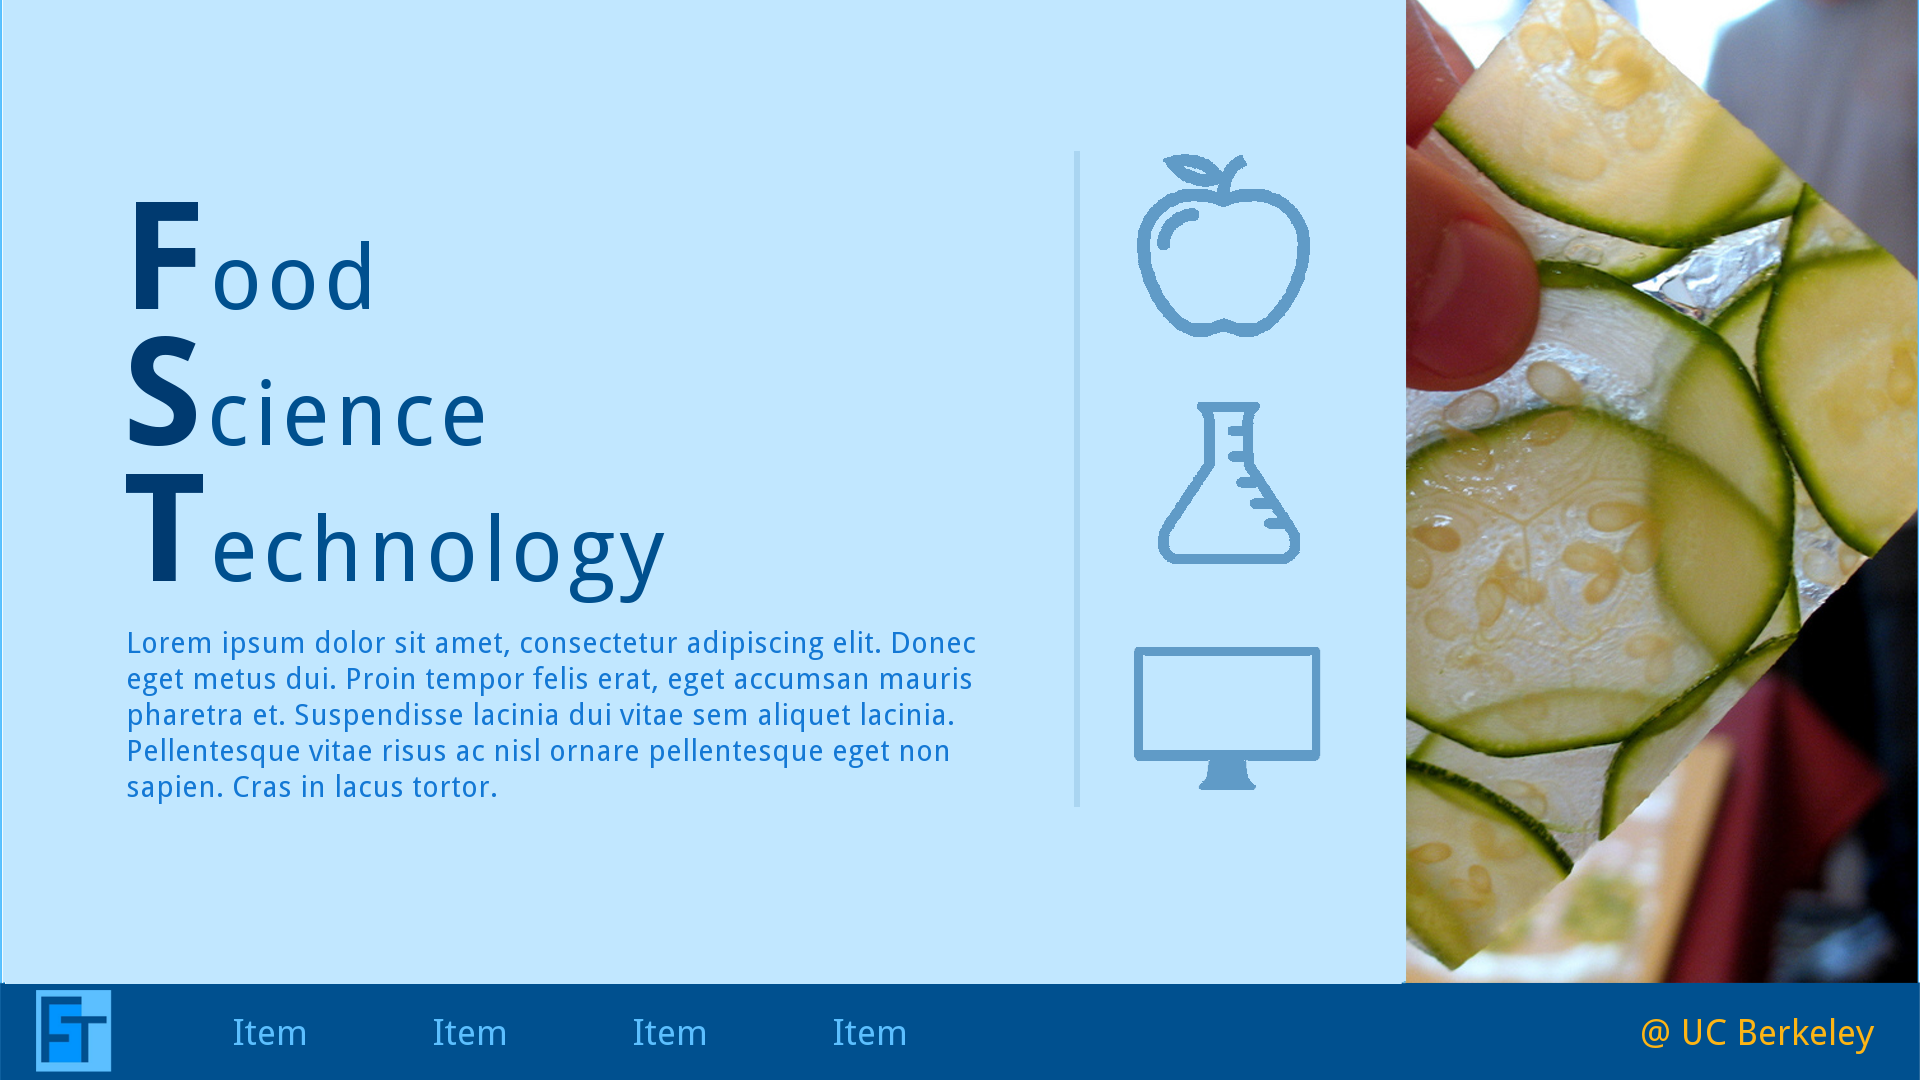 Food
Science
Technology
Lorem ipsum dolor sit amet, consectetur adipiscing elit. Donec
eget metus dui. Proin tempor felis erat, eget accumsan mauris
pharetra et. Suspendisse lacinia dui vitae sem aliquet lacinia.
Pellentesque vitae risus ac nisl ornare pellentesque eget non
sapien. Cras in lacus tortor.
FST
Item
Item
Item
Item
@ UC Berkeley